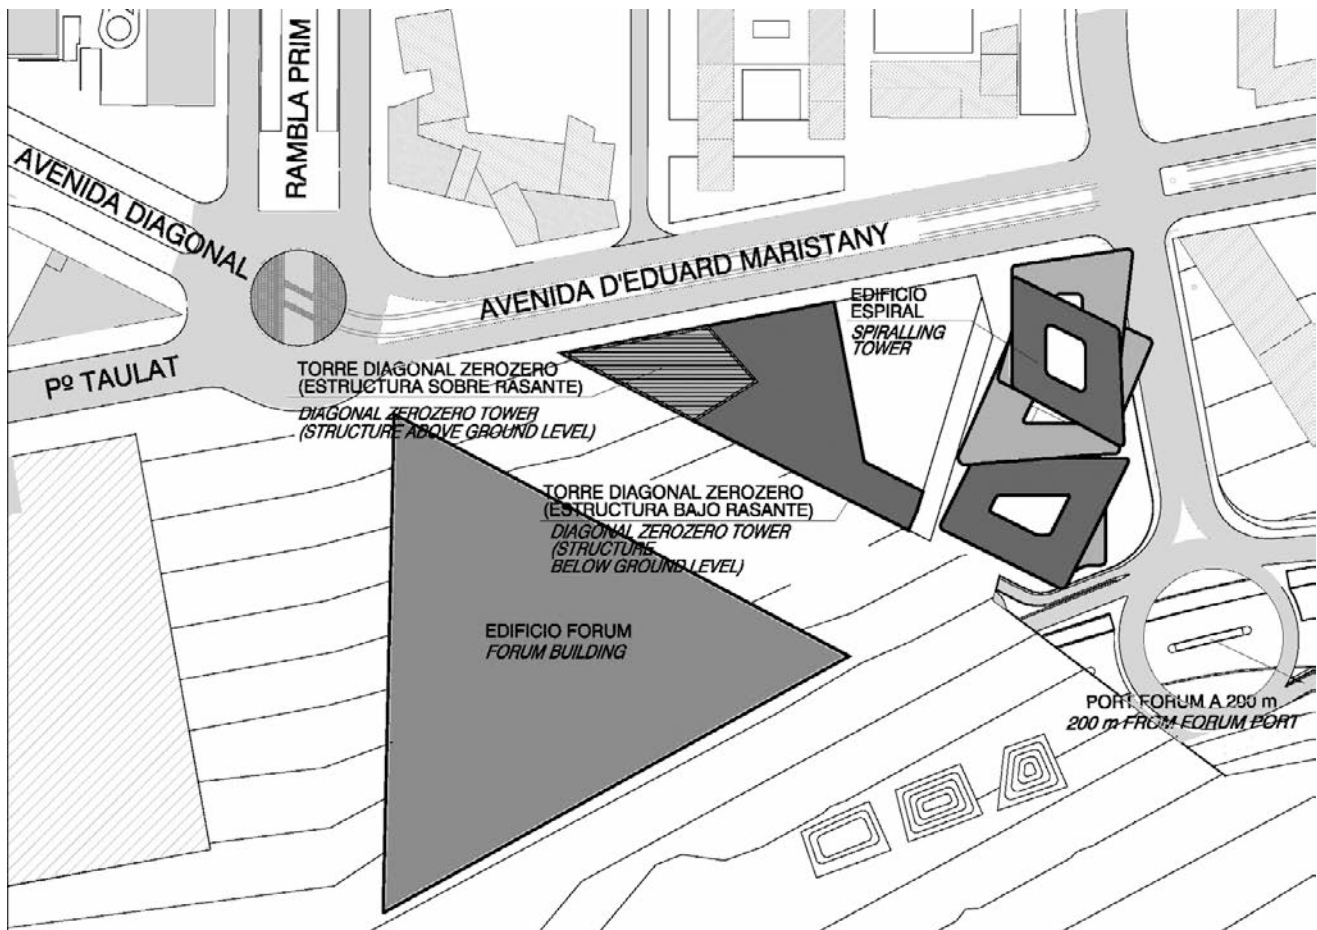 RAMBLA PRIM
AVENIDA DIAGONAL
AVENIDA D'EDUARD MARISTANY
Pº TAULAT
EDIFICIO
ESPIRAL
SPIRALLING
TOWER
TORRE DIAGONAL ZEROZERO
(ESTRUCTURA SOBRE RASANTE)
DIAGONAL ZEROZERO TOWER
(STRUCTURE ABOVE GROUND LEVEL)
TORRE DIAGONAL ZEROZERO
(ESTRUCTURA BAJO RASANTE)
DIAGONAL ZEROZERO TOWER
(STRUCTURE
BELOW GROUND LEVEL)
EDIFICIO FORUM
FORUM BUILDING
PORT FORUM A 200 m
200 m FROM FORUM PORT